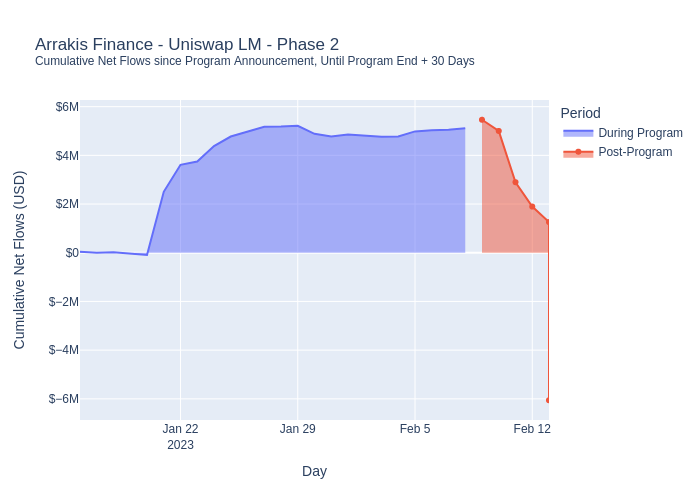 Arrakis Finance - Uniswap LM - Phase 2
Cumulative Net Flows since Program Announcement, Until Program End + 30 Days
Period
During Program
Post-Program
Cumulative Net Flows (USD)
$6M
$4M
$2M
$0
$−2M
$−4M
$−6M
Jan 22
2023
Jan 29
Feb 5
Feb 12
Day